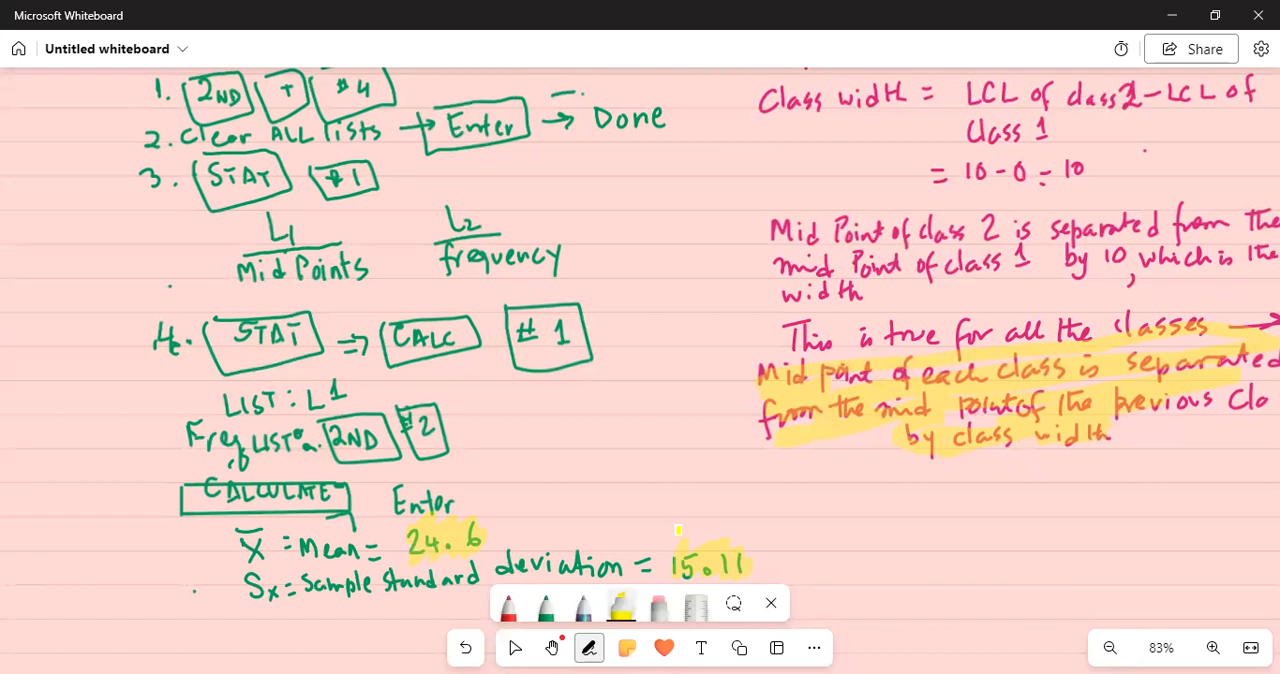 Microsoft Whiteboard
Untitled whiteboard
Share
1. 2ND + #4
2. Clear ALL lists → Enter → Done
3. STAT #1
L1 L2
Mid Points frequency
4. STAT ⇒ CALC #1
LIST: L1
Freq LIST: 2ND #2
CALCULATE Enter
X̄ = Mean = 24.6
Sx = Sample standard deviation = 15.11
Class width = LCL of class 2 - LCL of
Class 1
= 10 - 0 = 10
Mid Point of class 2 is separated from the
mid Point of class 1 by 10, which is the
width
This is true for all the classes →
Mid point of each class is separated
from the mid point of the previous Cla
by class width
83%